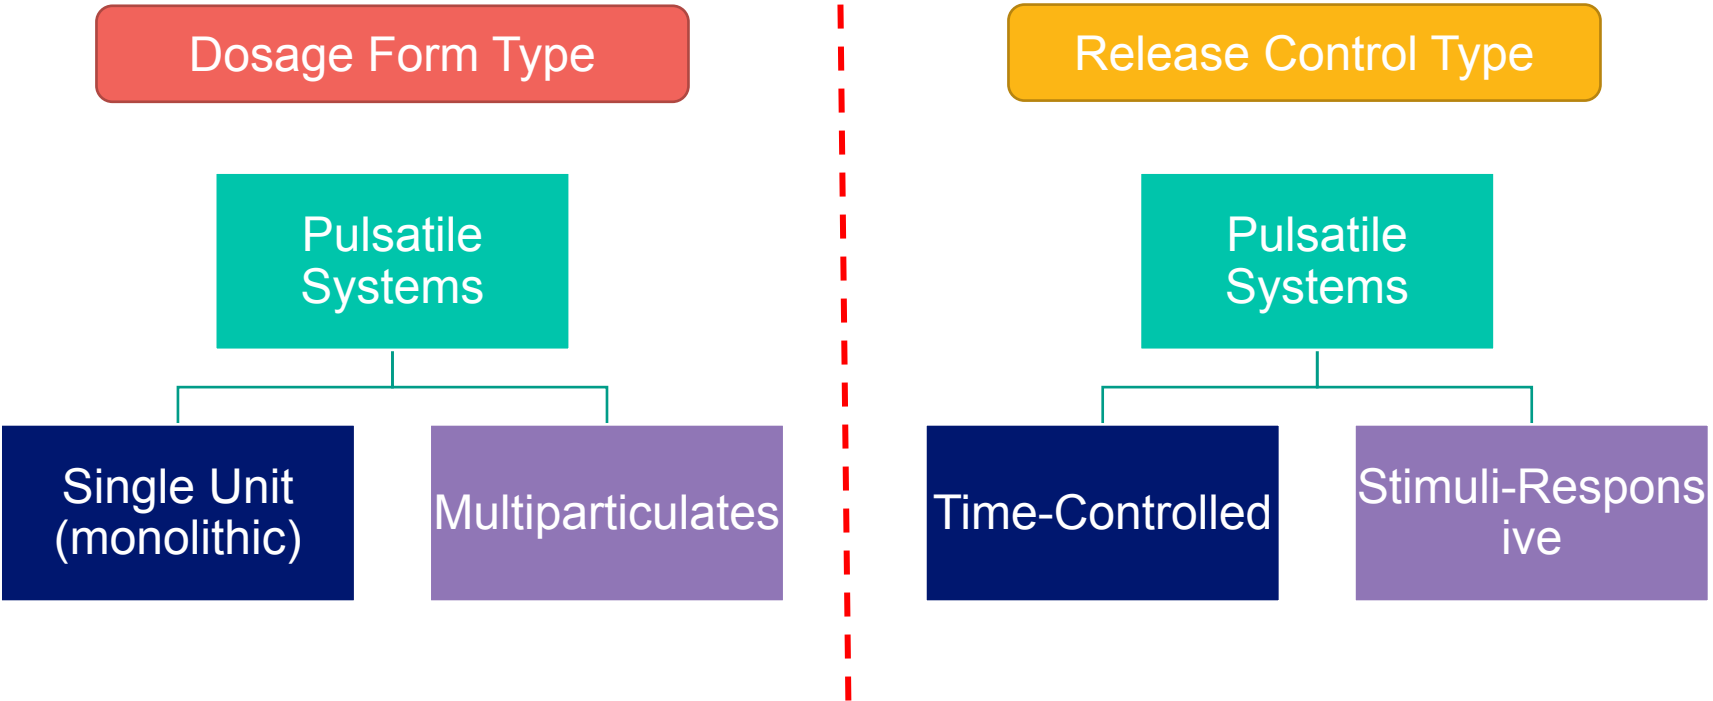 Dosage Form Type
Pulsatile
Systems
Single Unit
(monolithic)
Multiparticulates
Release Control Type
Pulsatile
Systems
Time-Controlled
Stimuli-Respons
ive